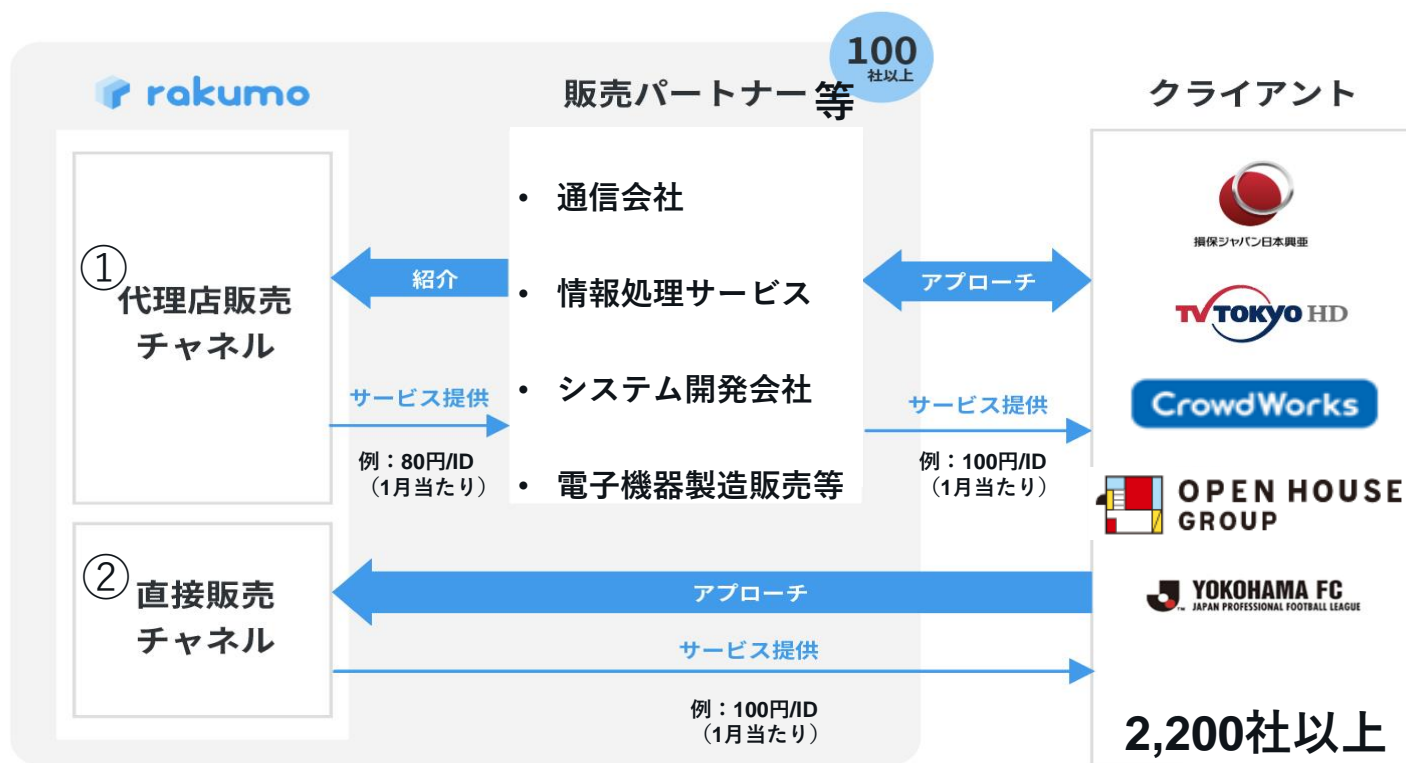 rakumo
販売パートナー等
100
社以上
クライアント
①
代理店販売
チャネル
紹介
サービス提供
例：80円/ID
（1月当たり）
• 通信会社
• 情報処理サービス
• システム開発会社
• 電子機器製造販売等
アプローチ
サービス提供
例：100円/ID
（1月当たり）
損保ジャパン日本興亜
TV TOKYO HD
CrowdWorks
OPEN HOUSE
GROUP
YOKOHAMA FC
JAPAN PROFESSIONAL FOOTBALL LEAGUE
②
直接販売
チャネル
アプローチ
サービス提供
例：100円/ID
（1月当たり）
2,200社以上